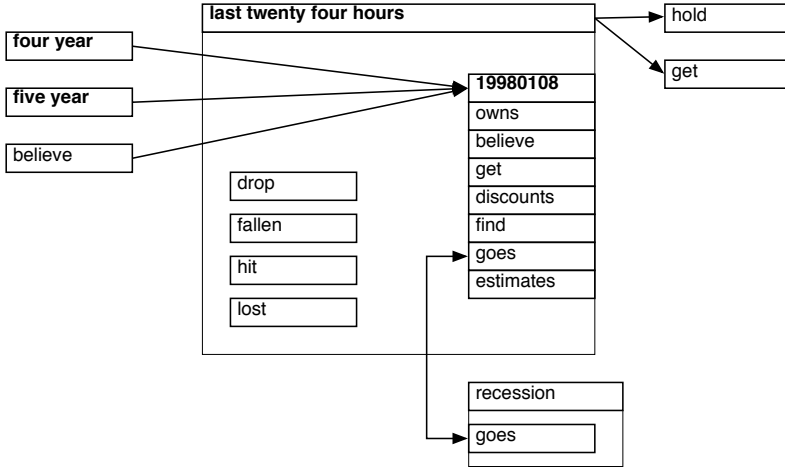 last twenty four hours
hold
four year
get
19980108
five year
owns
believe
believe
get
drop
discounts
fallen
find
hit
goes
estimates
lost
recession
goes